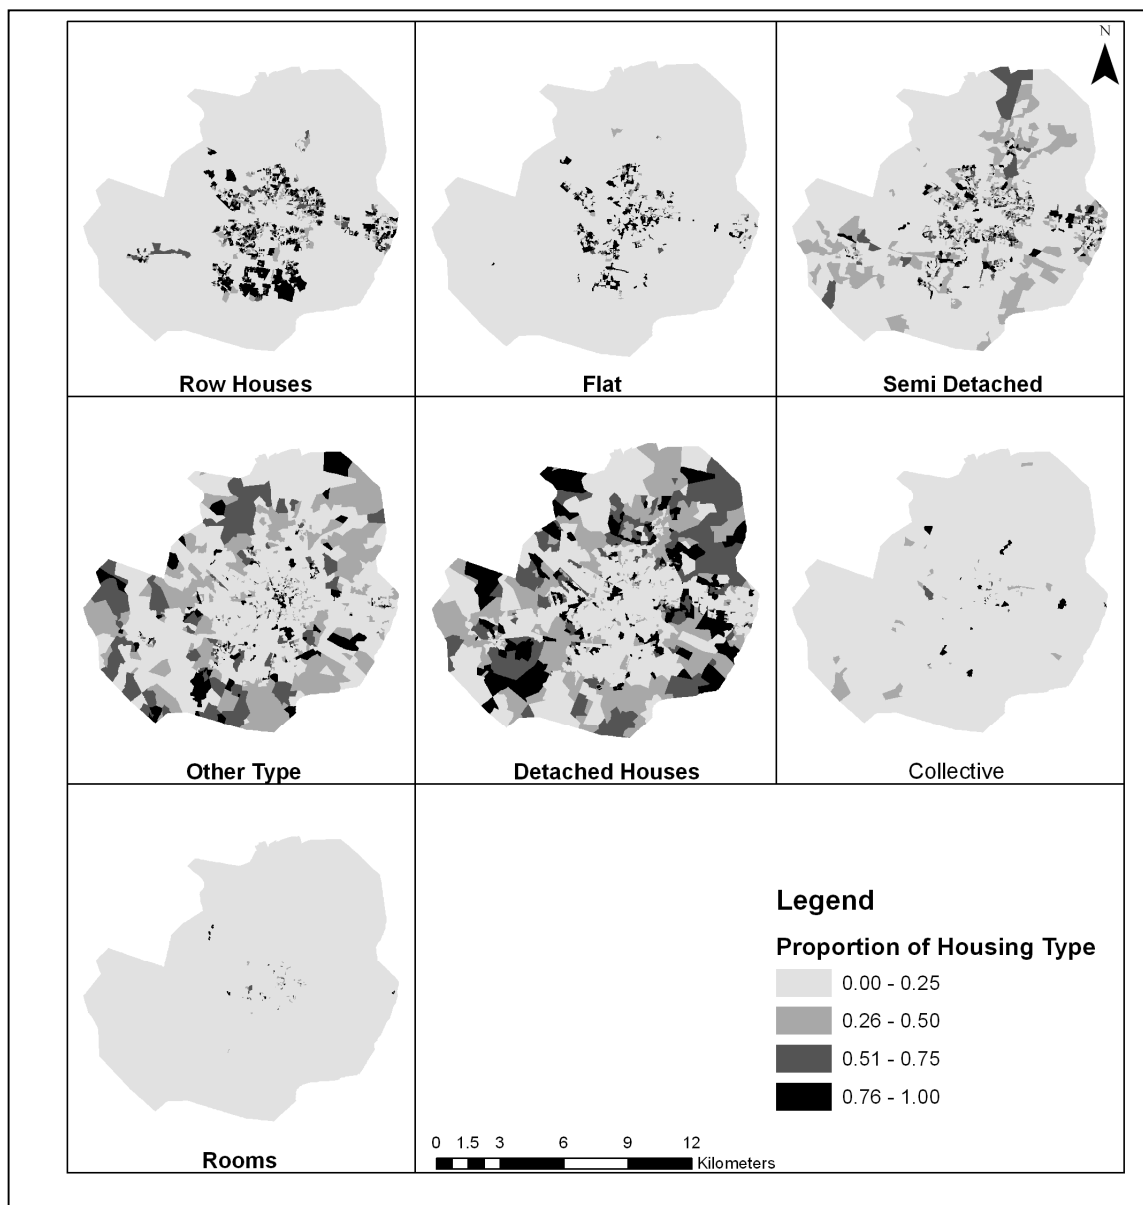 N
Row Houses
Flat
Semi Detached
Other Type
Detached Houses
Collective
Rooms
Legend
Proportion of Housing Type
0.00 - 0.25
0.26 - 0.50
0.51 - 0.75
0.76 - 1.00
0 1.5 3 6 9 12
Kilometers